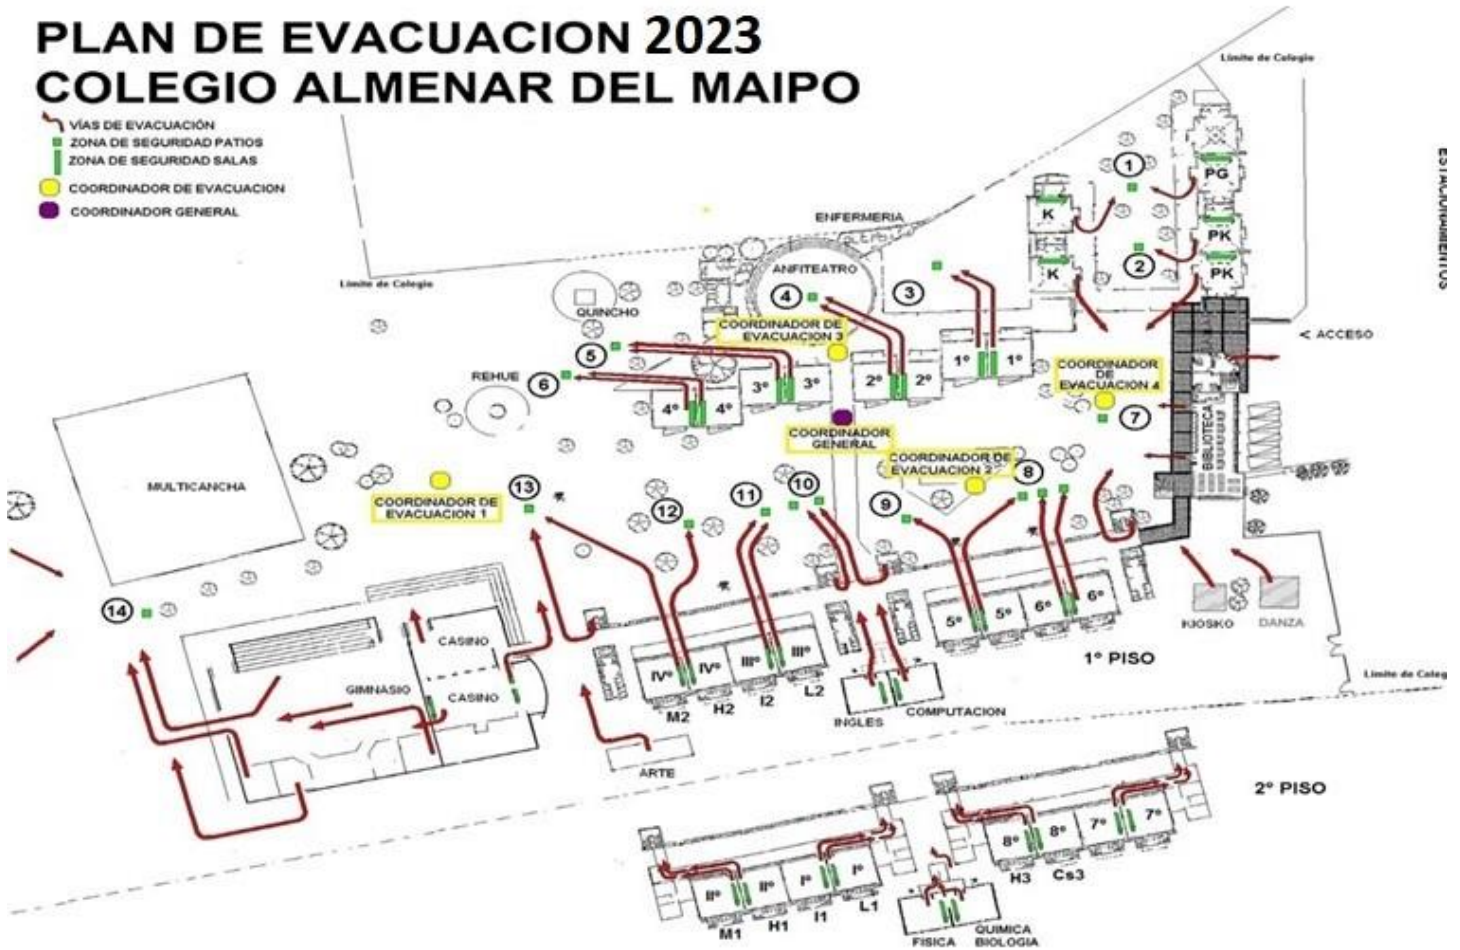 PLAN DE EVACUACION 2023
COLEGIO ALMENAR DEL MAIPO
VÍAS DE EVACUACIÓN
ZONA DE SEGURIDAD PATIOS
ZONA DE SEGURIDAD SALAS
COORDINADOR DE EVACUACION
COORDINADOR GENERAL
Límite de Colegio
Límite de Colegio
ESTACIONAMIENTOS
1
PG
K
ENFERMERIA
PK
2
K
PK
ANFITEATRO
3
4
QUINCHO
COORDINADOR DE
EVACUACION 3
< ACCESO
5
6
REHUE
1º
1º
2º
2º
3º
3º
4º
4º
COORDINADOR
DE
EVACUACION 4
7
BIBLIOTECA
COORDINADOR
GENERAL
COORDINADOR DE
EVACUACION 2
8
MULTICANCHA
COORDINADOR DE
EVACUACION 1
13
12
11
10
9
14
CASINO
CASINO
GIMNASIO
IVº
IVº
IIIº
IIIº
5º
5º
6º
6º
KIOSKO
DANZA
1º PISO
M2
H2
I2
L2
INGLES
COMPUTACION
Límite de Coleg
ARTE
2º PISO
8º
8º
7º
7º
H3
Cs3
IIº
IIº
Iº
Iº
M1
H1
I1
L1
FISICA
QUIMICA
BIOLOGIA